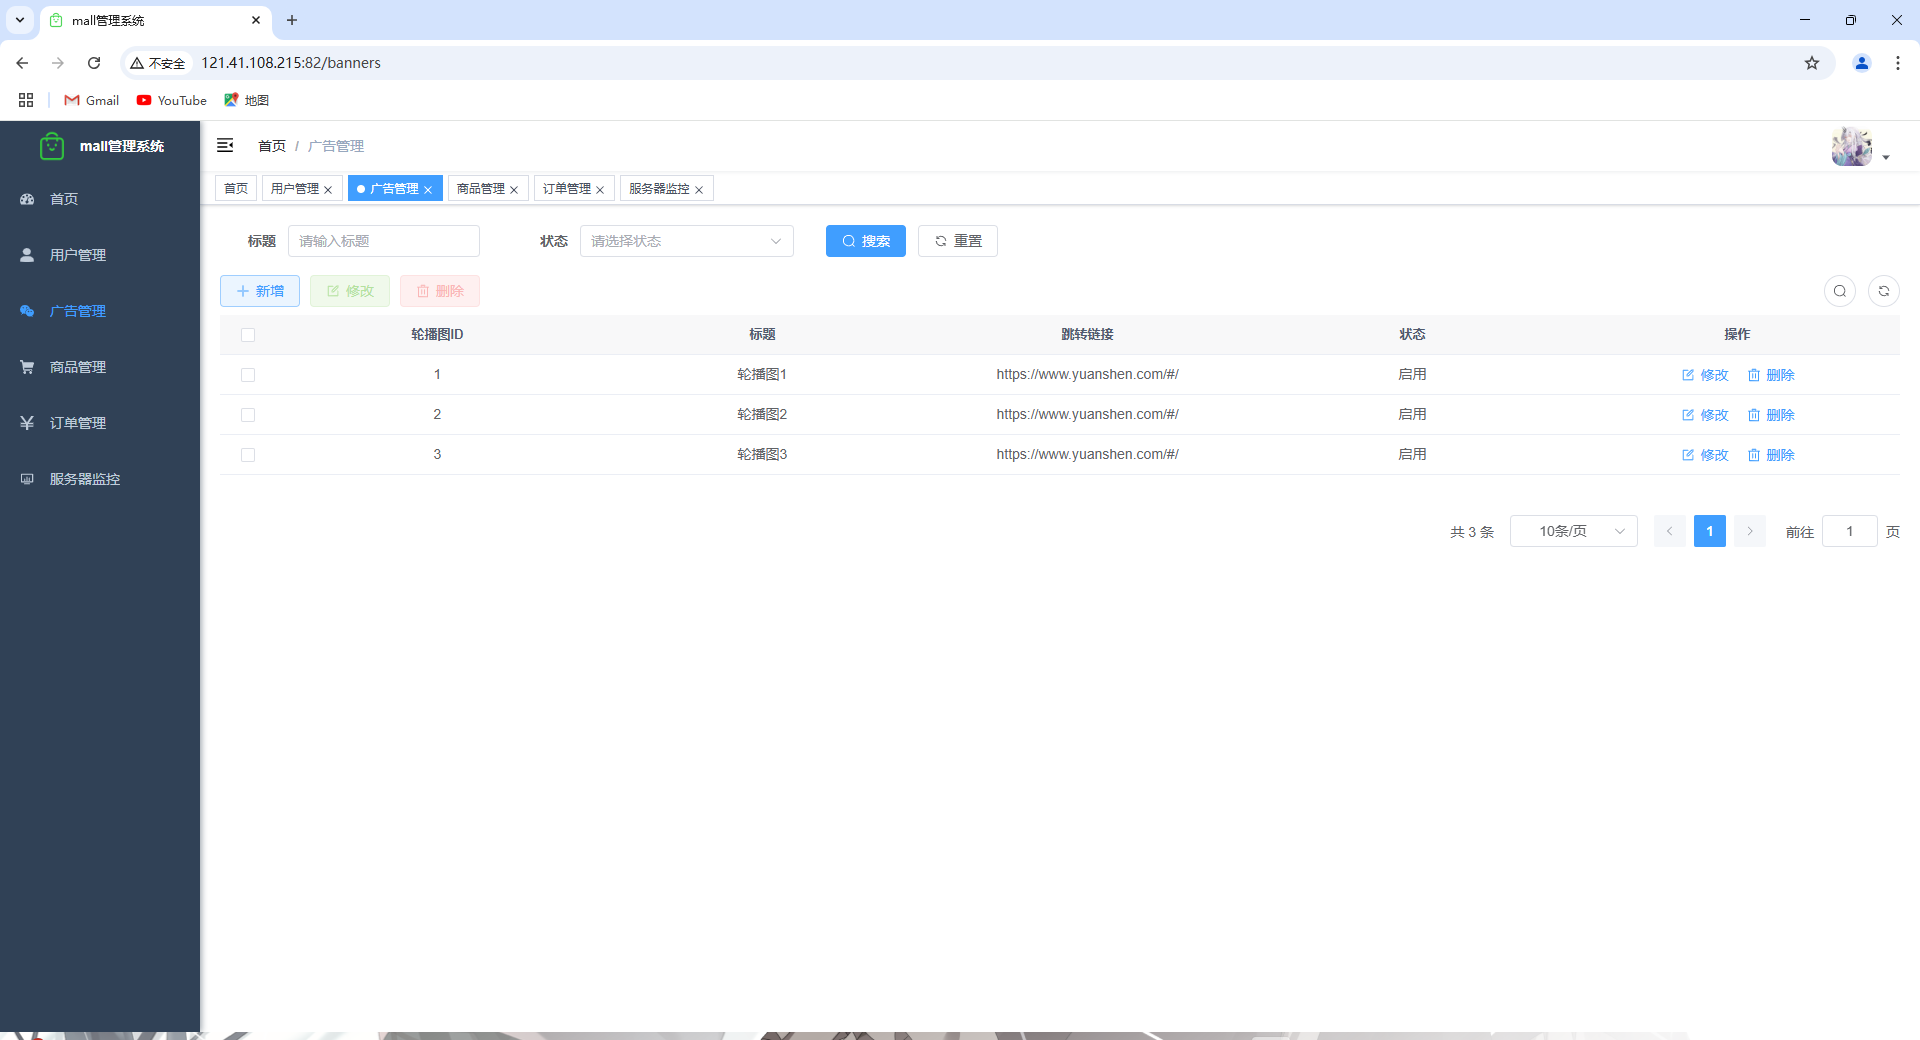 mall管理系统
不安全 121.41.108.215:82/banners
Gmail YouTube 地图
mall管理系统
首页
用户管理
广告管理
商品管理
订单管理
服务器监控
首页 / 广告管理
首页 用户管理 广告管理 商品管理 订单管理 服务器监控
标题 请输入标题 状态 请选择状态 搜索 重置
新增 修改 删除
轮播图ID 标题 跳转链接 状态 操作
1 轮播图1 https://www.yuanshen.com/#/ 启用 修改 删除
2 轮播图2 https://www.yuanshen.com/#/ 启用 修改 删除
3 轮播图3 https://www.yuanshen.com/#/ 启用 修改 删除
共 3 条 10条/页 1 前往 1 页